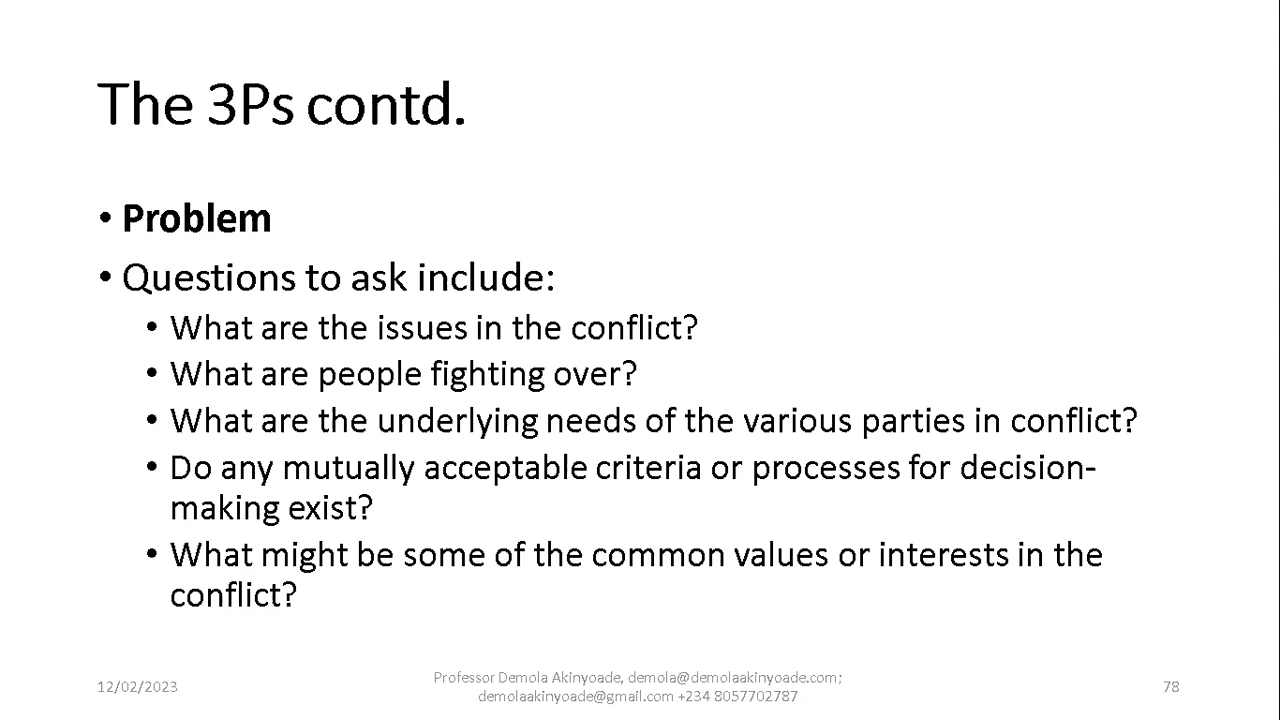 The 3Ps contd.
• Problem
• Questions to ask include:
• What are the issues in the conflict?
• What are people fighting over?
• What are the underlying needs of the various parties in conflict?
• Do any mutually acceptable criteria or processes for decision-
making exist?
• What might be some of the common values or interests in the
conflict?
12/02/2023
Professor Demola Akinyoade, demola@demolaakinyoade.com;
demolaakinyoade@gmail.com +234 8057702787
78